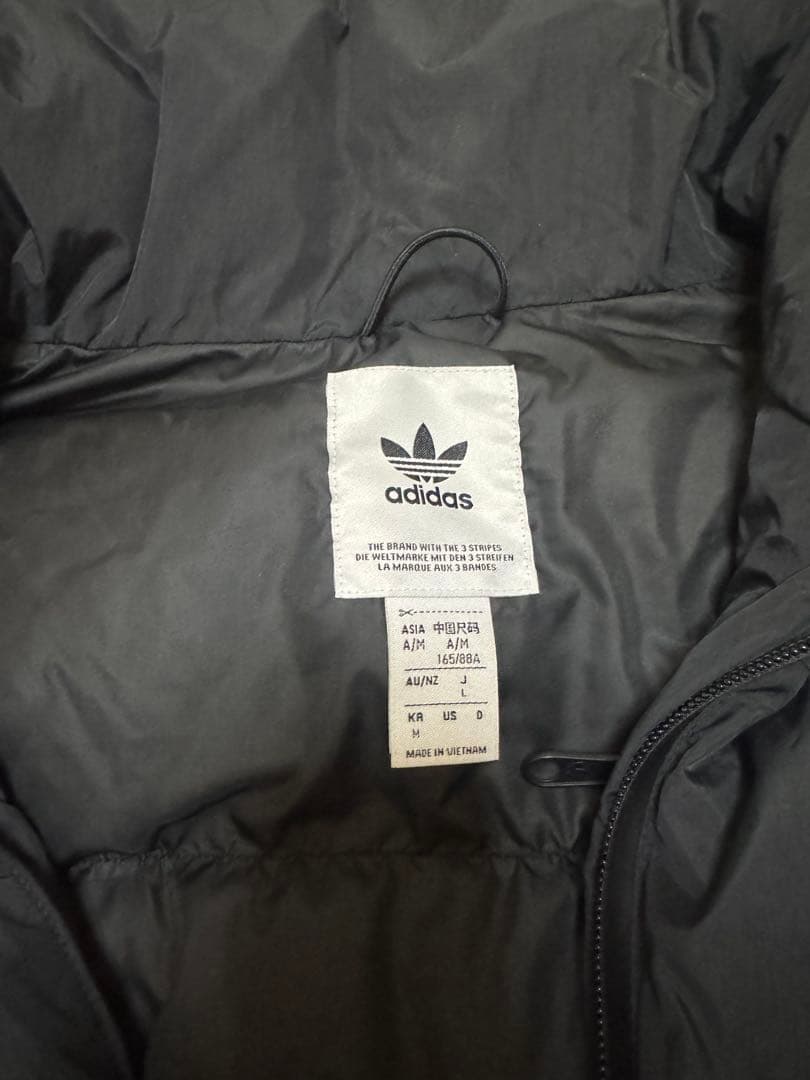 adidas
THE BRAND WITH THE 3 STRIPES
DIE WELTMARKE MIT DEN 3 STREIFEN
LA MARQUE AUX 3 BANDES
ASIA 中国尺码
A/M A/M
165/88A
AU/NZ J
L
KR US D
M
MADE IN VIETNAM